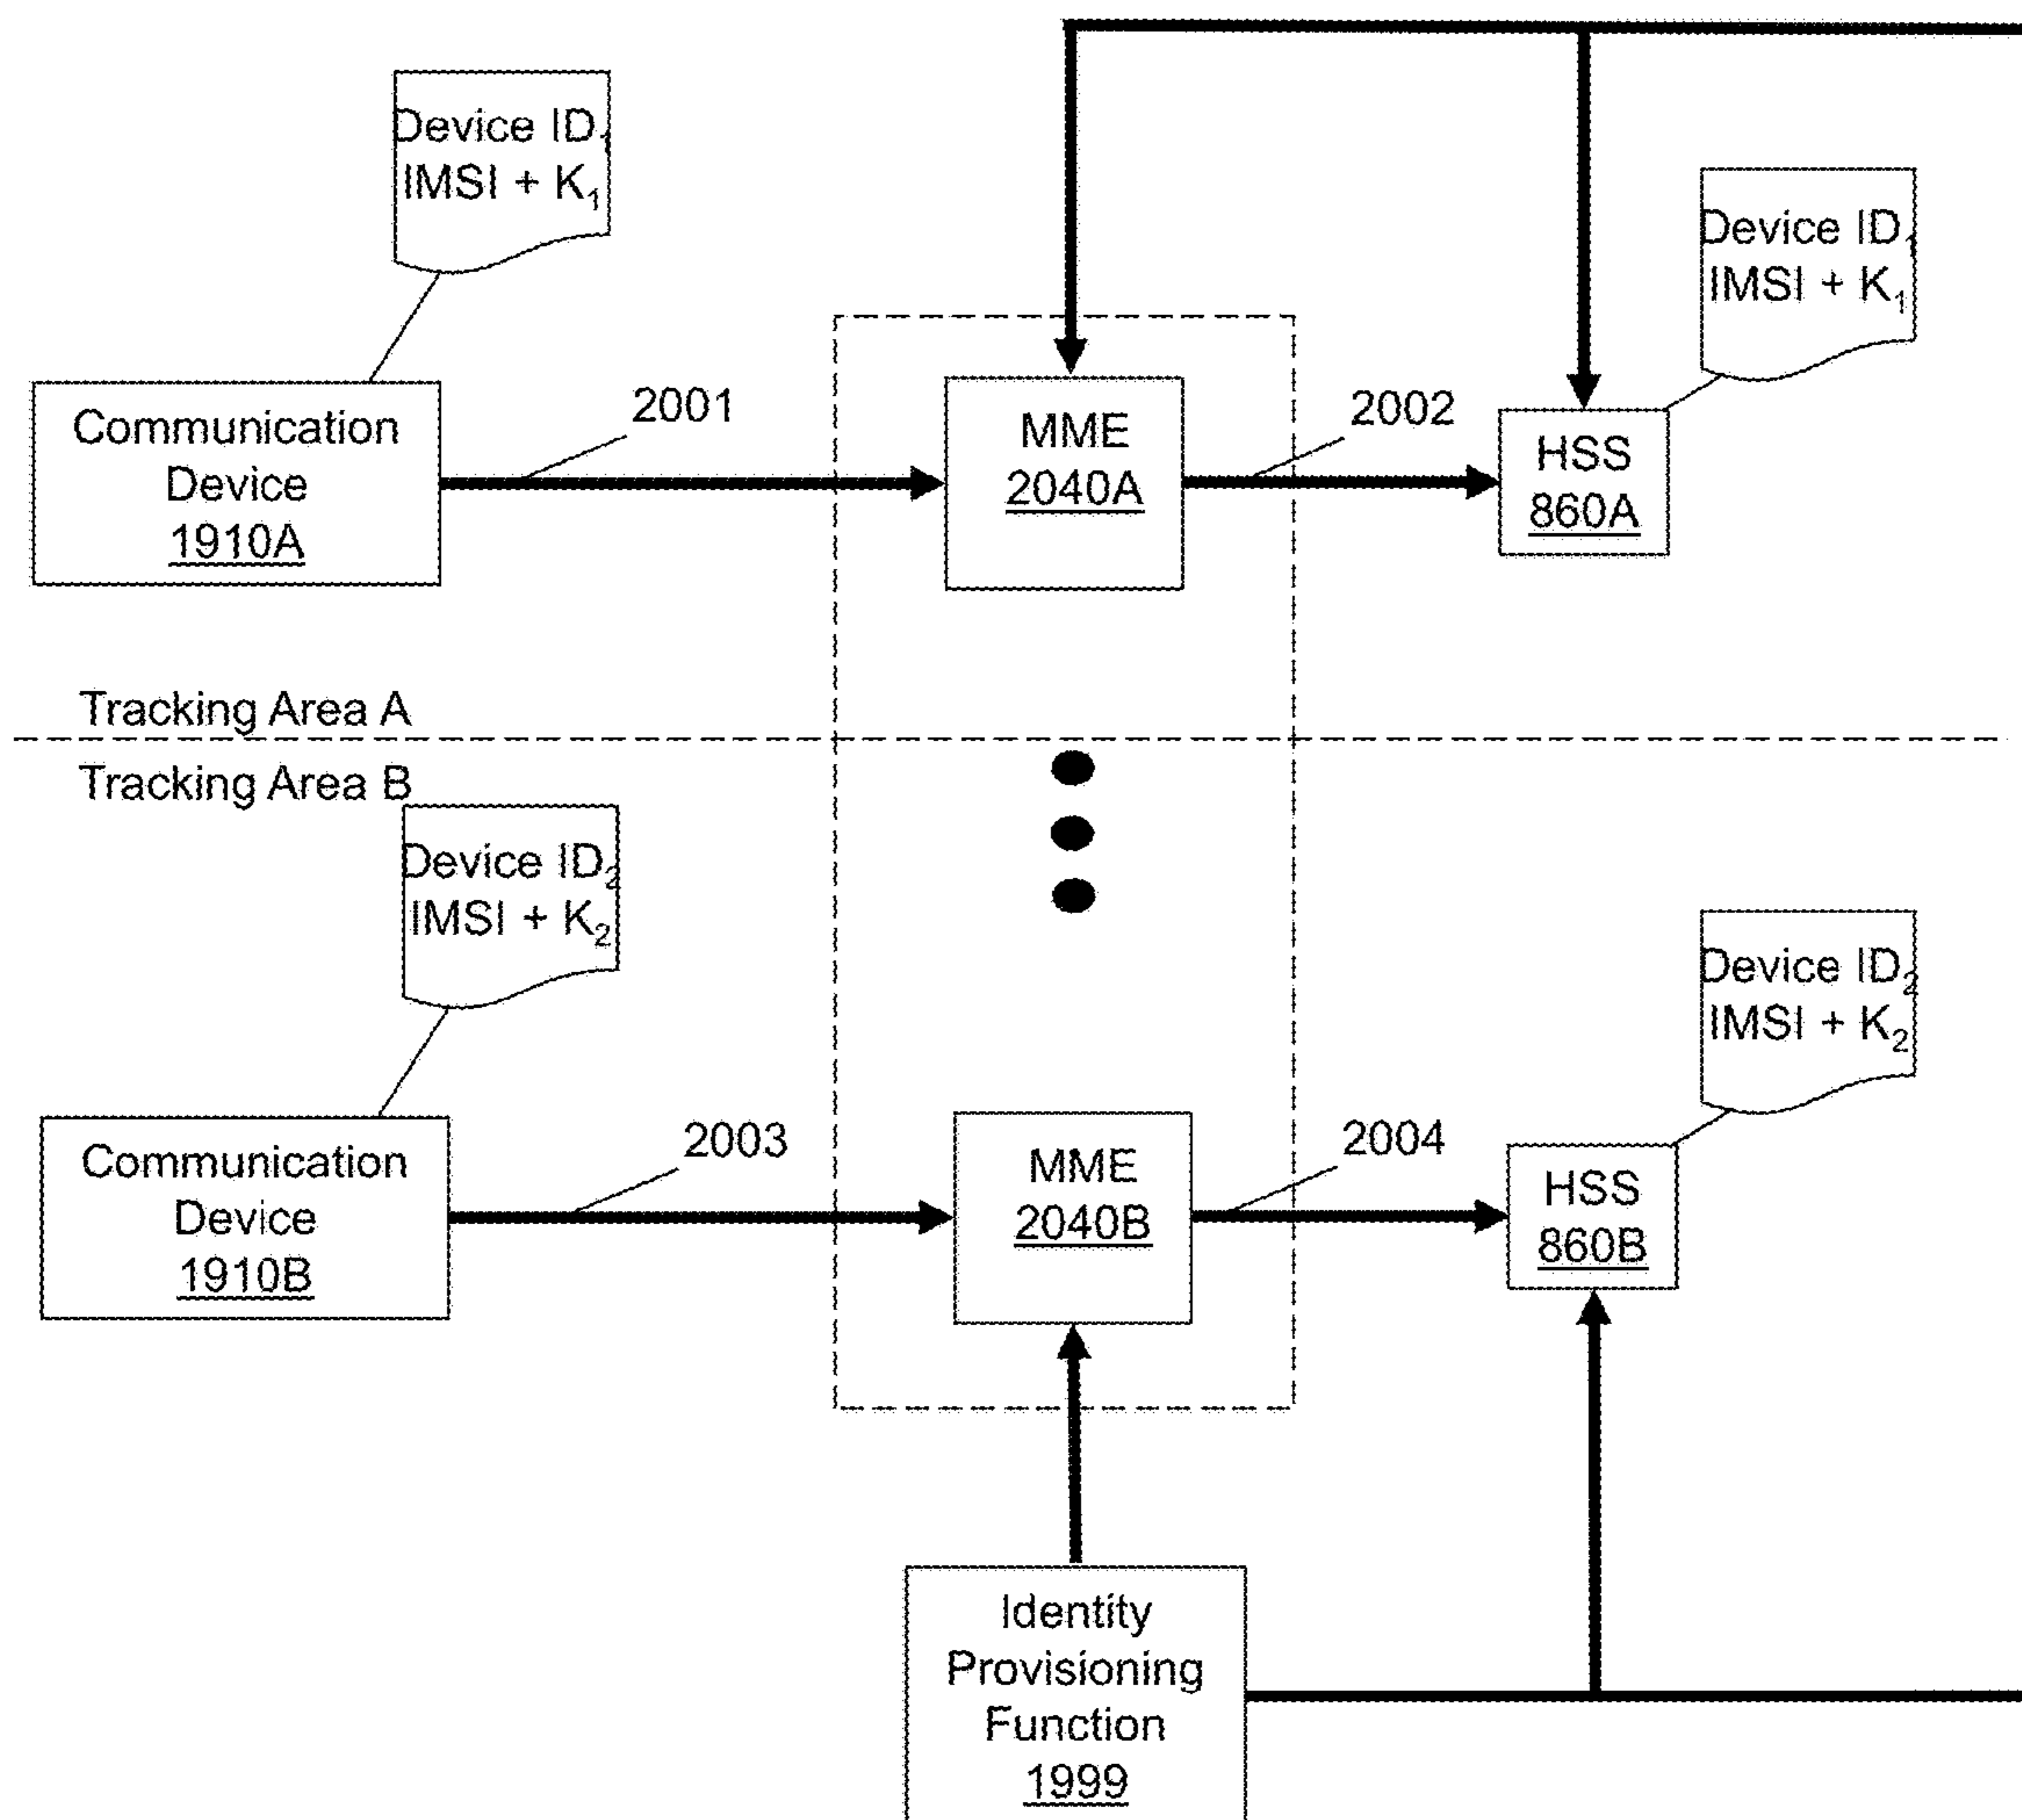 Device ID₁
IMSI + K₁
Device ID₁
IMSI + K₁
Communication
Device
1910A
2001
MME
2040A
2002
HSS
860A
Tracking Area A
Tracking Area B
Device ID₂
IMSI + K₂
Device ID₂
IMSI + K₂
Communication
Device
1910B
2003
MME
2040B
2004
HSS
860B
Identity
Provisioning
Function
1999